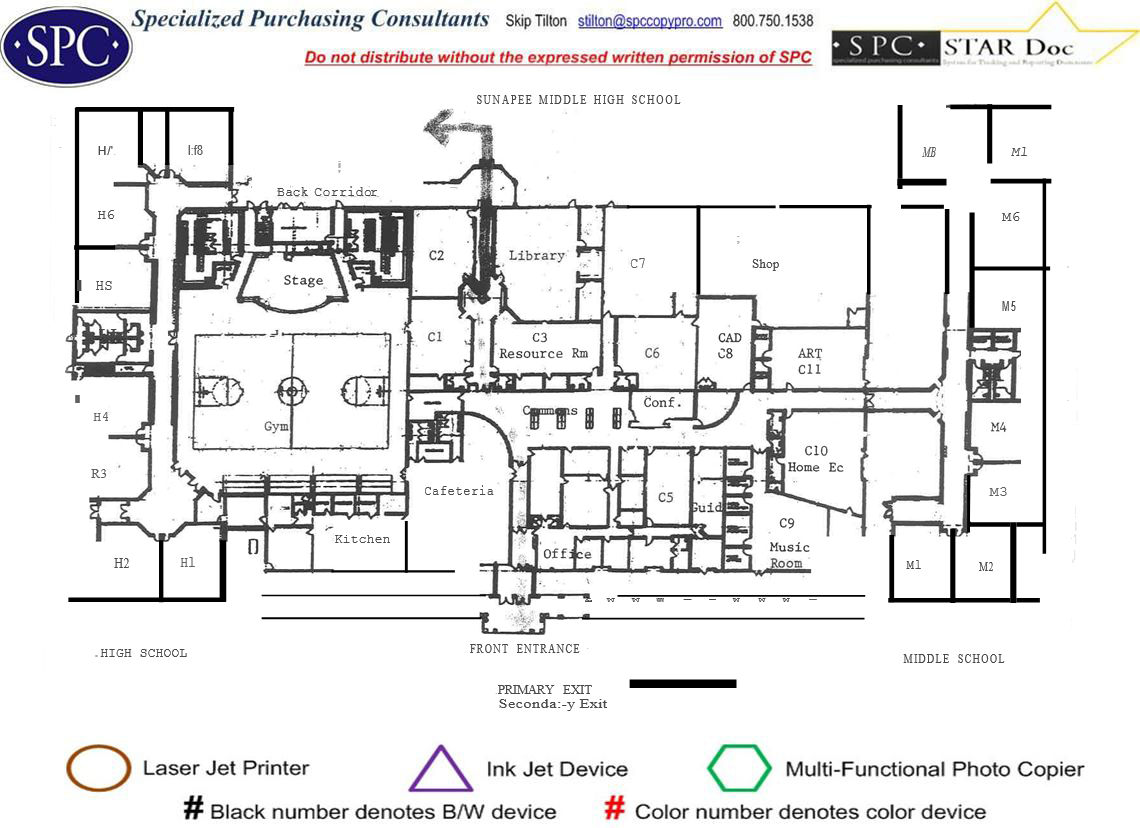 Specialized Purchasing Consultants Skip Tilton stilton@spccopypro.com 800.750.1538
·SPC·
Do not distribute without the expressed written permission of SPC
·SPC· STAR Doc
specialized purchasing consultants System for Tracking and Reporting Documents
SUNAPEE MIDDLE HIGH SCHOOL
H/' I:f8 MB M1
Back Corridor
H6 M6
C2 Library C7 Shop
Stage
HS M5
C1 C3 C6 CAD ART
Resource Rm C8 C11
Conf.
Commons
H4 Gym M4
C10
Home Ec
R3 Cafeteria C5 Guid M3
C9
Kitchen Office Music
Room
H2 H1 M1 M2
FRONT ENTRANCE
.HIGH SCHOOL MIDDLE SCHOOL
PRIMARY EXIT
Seconda:-y Exit
Laser Jet Printer Ink Jet Device Multi-Functional Photo Copier
# Black number denotes B/W device # Color number denotes color device